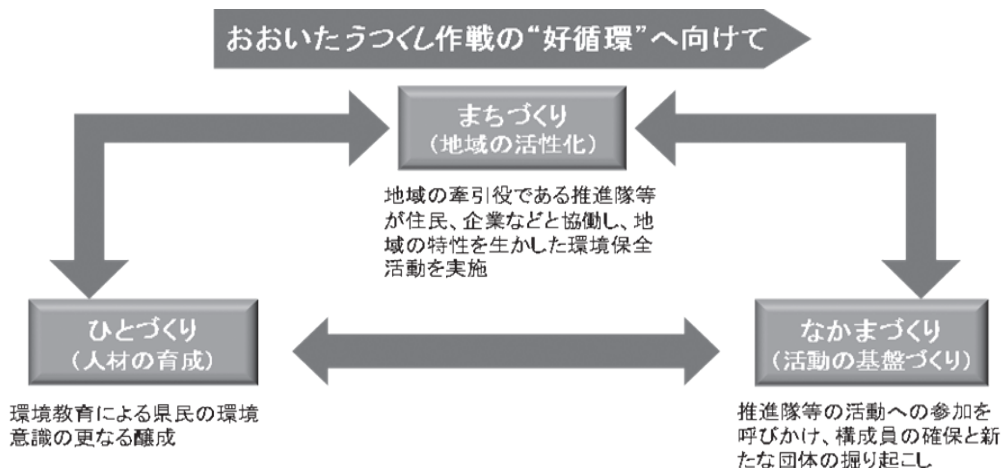 おおいたうつくし作戦の“好循環”へ向けて
まちづくり
（地域の活性化）
地域の牽引役である推進隊等
が住民、企業などと協働し、地
域の特性を生かした環境保全
活動を実施
ひとづくり
（人材の育成）
環境教育による県民の環境
意識の更なる醸成
なかまづくり
（活動の基盤づくり）
推進隊等の活動への参加を
呼びかけ、構成員の確保と新
たな団体の掘り起こし